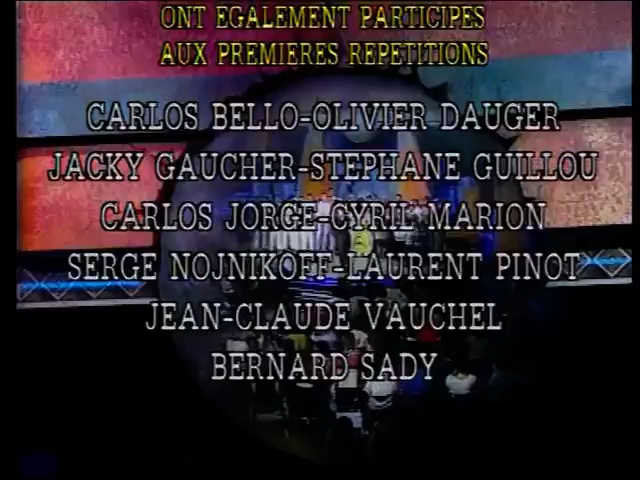 ONT EGALEMENT PARTICIPES
AUX PREMIERES REPETITIONS
CARLOS BELLO-OLIVIER DAUGER
JACKY GAUCHER-STEPHANE GUILLOU
CARLOS JORGE-CYRIL MARION
SERGE NOJNIKOFF-LAURENT PINOT
JEAN-CLAUDE VAUCHEL
BERNARD SADY